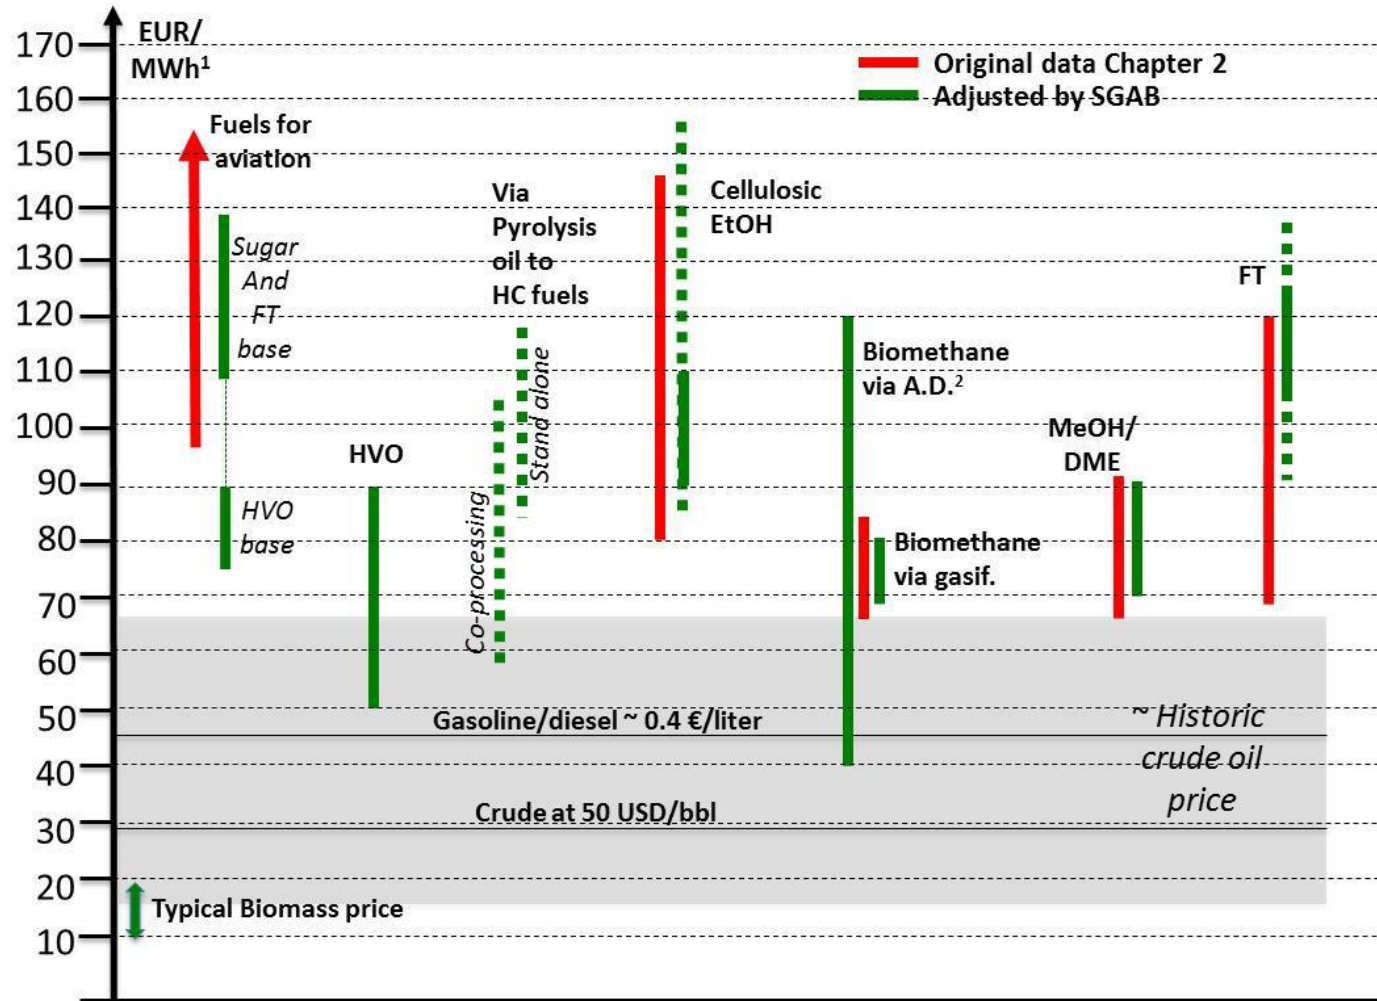 EUR/
MWh1
170
160
150
140
130
120
110
100
90
80
70
60
50
40
30
20
10
Original data Chapter 2
Adjusted by SGAB
Fuels for
aviation
Sugar
And
FT
base
HVO
base
HVO
Via
Pyrolysis
oil to
HC fuels
Co-processing
Stand alone
Cellosic
EtOH
Biomethane
via A.D.2
Biomethane
via gasif.
MeOH/
DME
FT
Gasoline/diesel ~ 0.4 €/liter
Crude at 50 USD/bbl
~ Historic
crude oil
price
Typical Biomass price